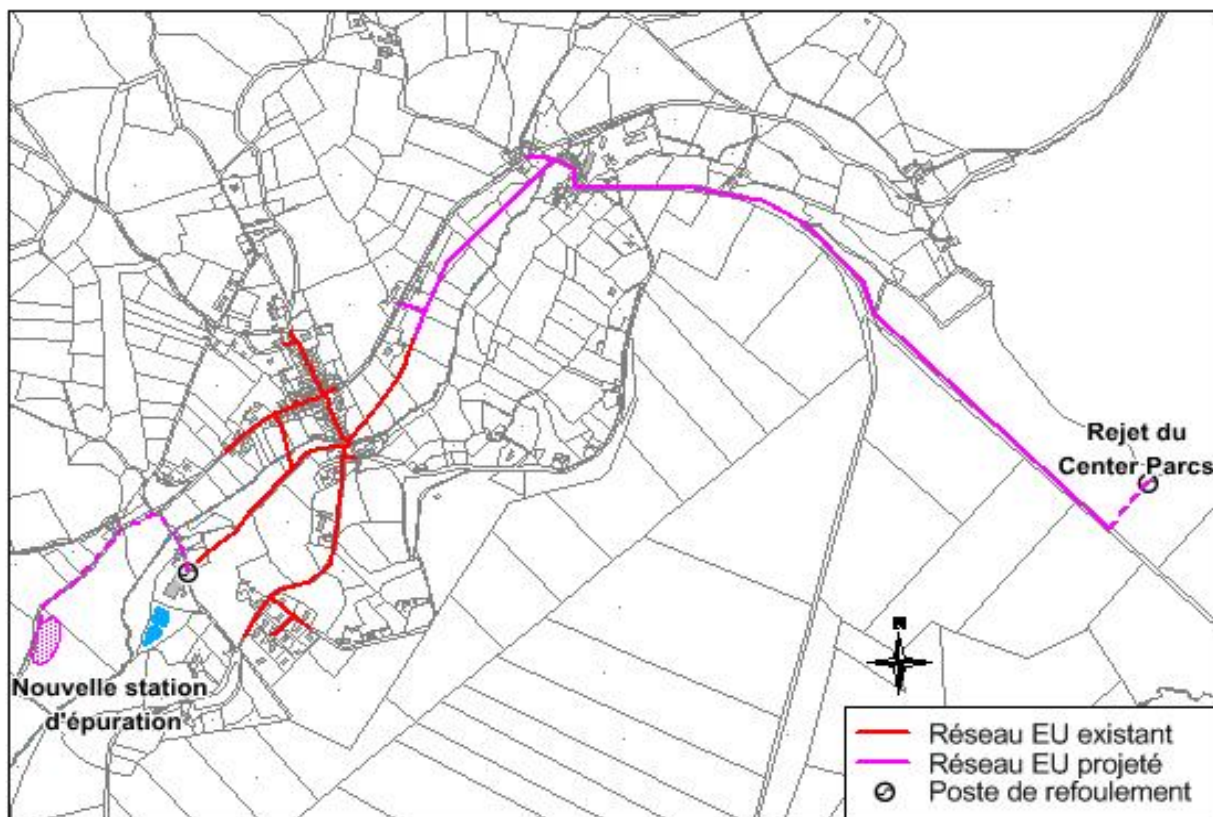 Rejet du
Center Parcs
Nouvelle station
d'épuration
N
Réseau EU existant
Réseau EU projeté
Poste de refoulement